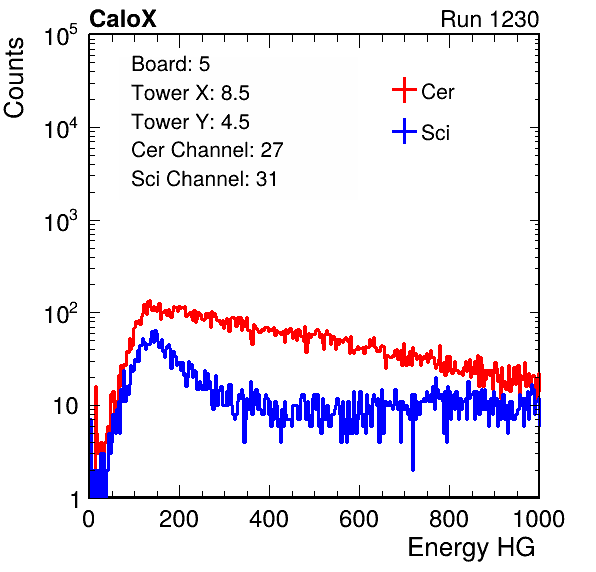 CaloX Run 1230
Counts
Board: 5
Tower X: 8.5
Tower Y: 4.5
Cer Channel: 27
Sci Channel: 31
Cer
Sci
10^5
10^4
10^3
10^2
10
1
0 200 400 600 800 1000
Energy HG